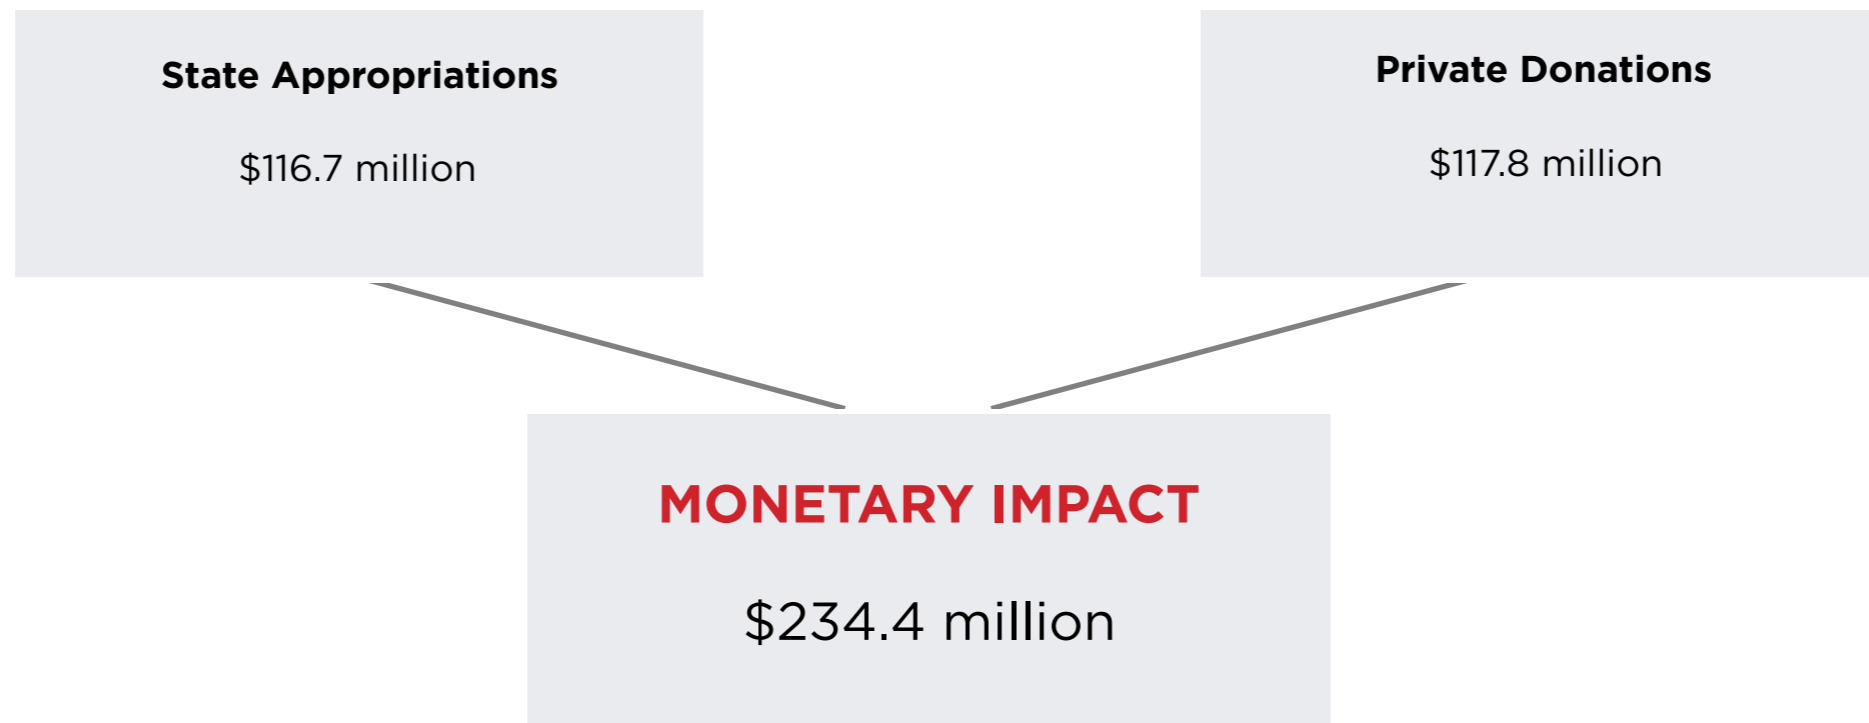 State Appropriations
$116.7 million
Private Donations
$117.8 million
MONETARY IMPACT
$234.4 million